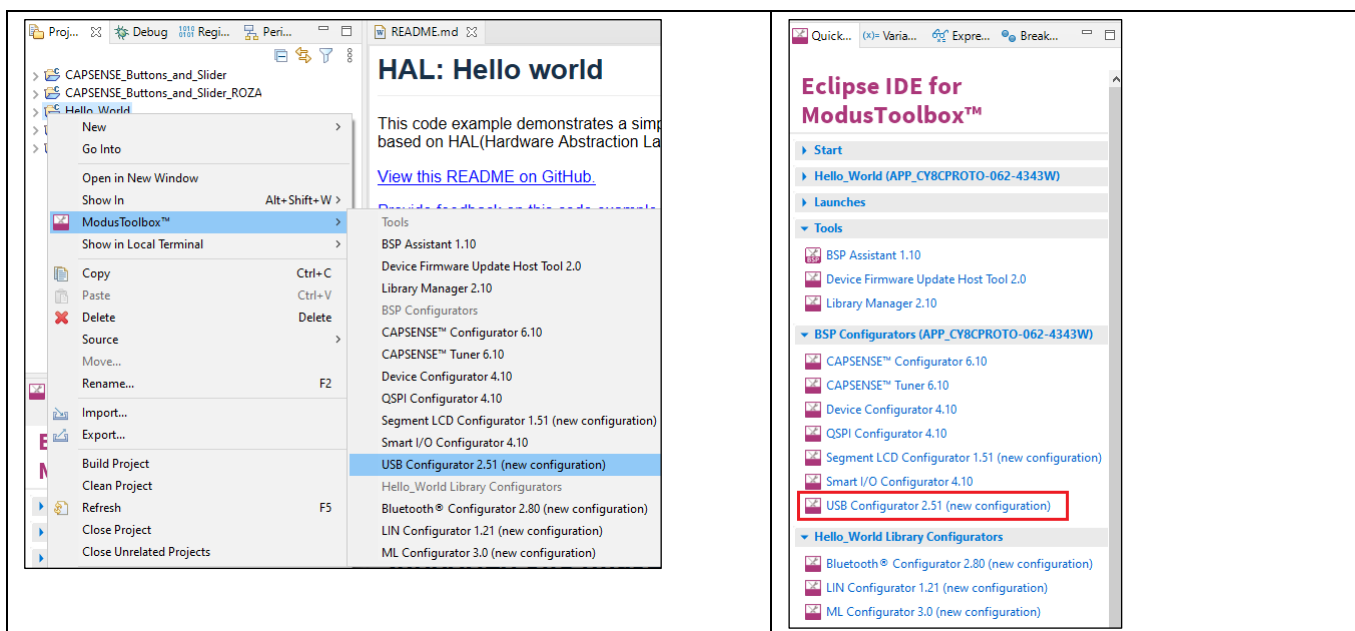 Proj...
Debug
Regi...
Peri...
README.md
CAPSENSE_Buttons_and_Slider
CAPSENSE_Buttons_and_Slider_ROZA
Hello_World
HAL: Hello world
This code example demonstrates a simp
based on HAL(Hardware Abstraction La
View this README on GitHub.
Provide feedback on this code example
New
Go Into
Open in New Window
Show In Alt+Shift+W >
ModusToolbox™
Show in Local Terminal
Copy Ctrl+C
Paste Ctrl+V
Delete Delete
Source
Move...
Rename... F2
Import...
Export...
Build Project
Clean Project
Refresh F5
Close Project
Close Unrelated Projects
Tools
BSP Assistant 1.10
Device Firmware Update Host Tool 2.0
Library Manager 2.10
BSP Configurators
CAPSENSE™ Configurator 6.10
CAPSENSE™ Tuner 6.10
Device Configurator 4.10
QSPI Configurator 4.10
Segment LCD Configurator 1.51 (new configuration)
Smart I/O Configurator 4.10
USB Configurator 2.51 (new configuration)
Hello_World Library Configurators
Bluetooth® Configurator 2.80 (new configuration)
LIN Configurator 1.21 (new configuration)
ML Configurator 3.0 (new configuration)
Quick...
(x)= Varia...
Expre...
Break...
Eclipse IDE for
ModusToolbox™
Start
Hello_World (APP_CY8CPROTO-062-4343W)
Launches
Tools
BSP Assistant 1.10
Device Firmware Update Host Tool 2.0
Library Manager 2.10
BSP Configurators (APP_CY8CPROTO-062-4343W)
CAPSENSE™ Configurator 6.10
CAPSENSE™ Tuner 6.10
Device Configurator 4.10
QSPI Configurator 4.10
Segment LCD Configurator 1.51 (new configuration)
Smart I/O Configurator 4.10
USB Configurator 2.51 (new configuration)
Hello_World Library Configurators
Bluetooth® Configurator 2.80 (new configuration)
LIN Configurator 1.21 (new configuration)
ML Configurator 3.0 (new configuration)